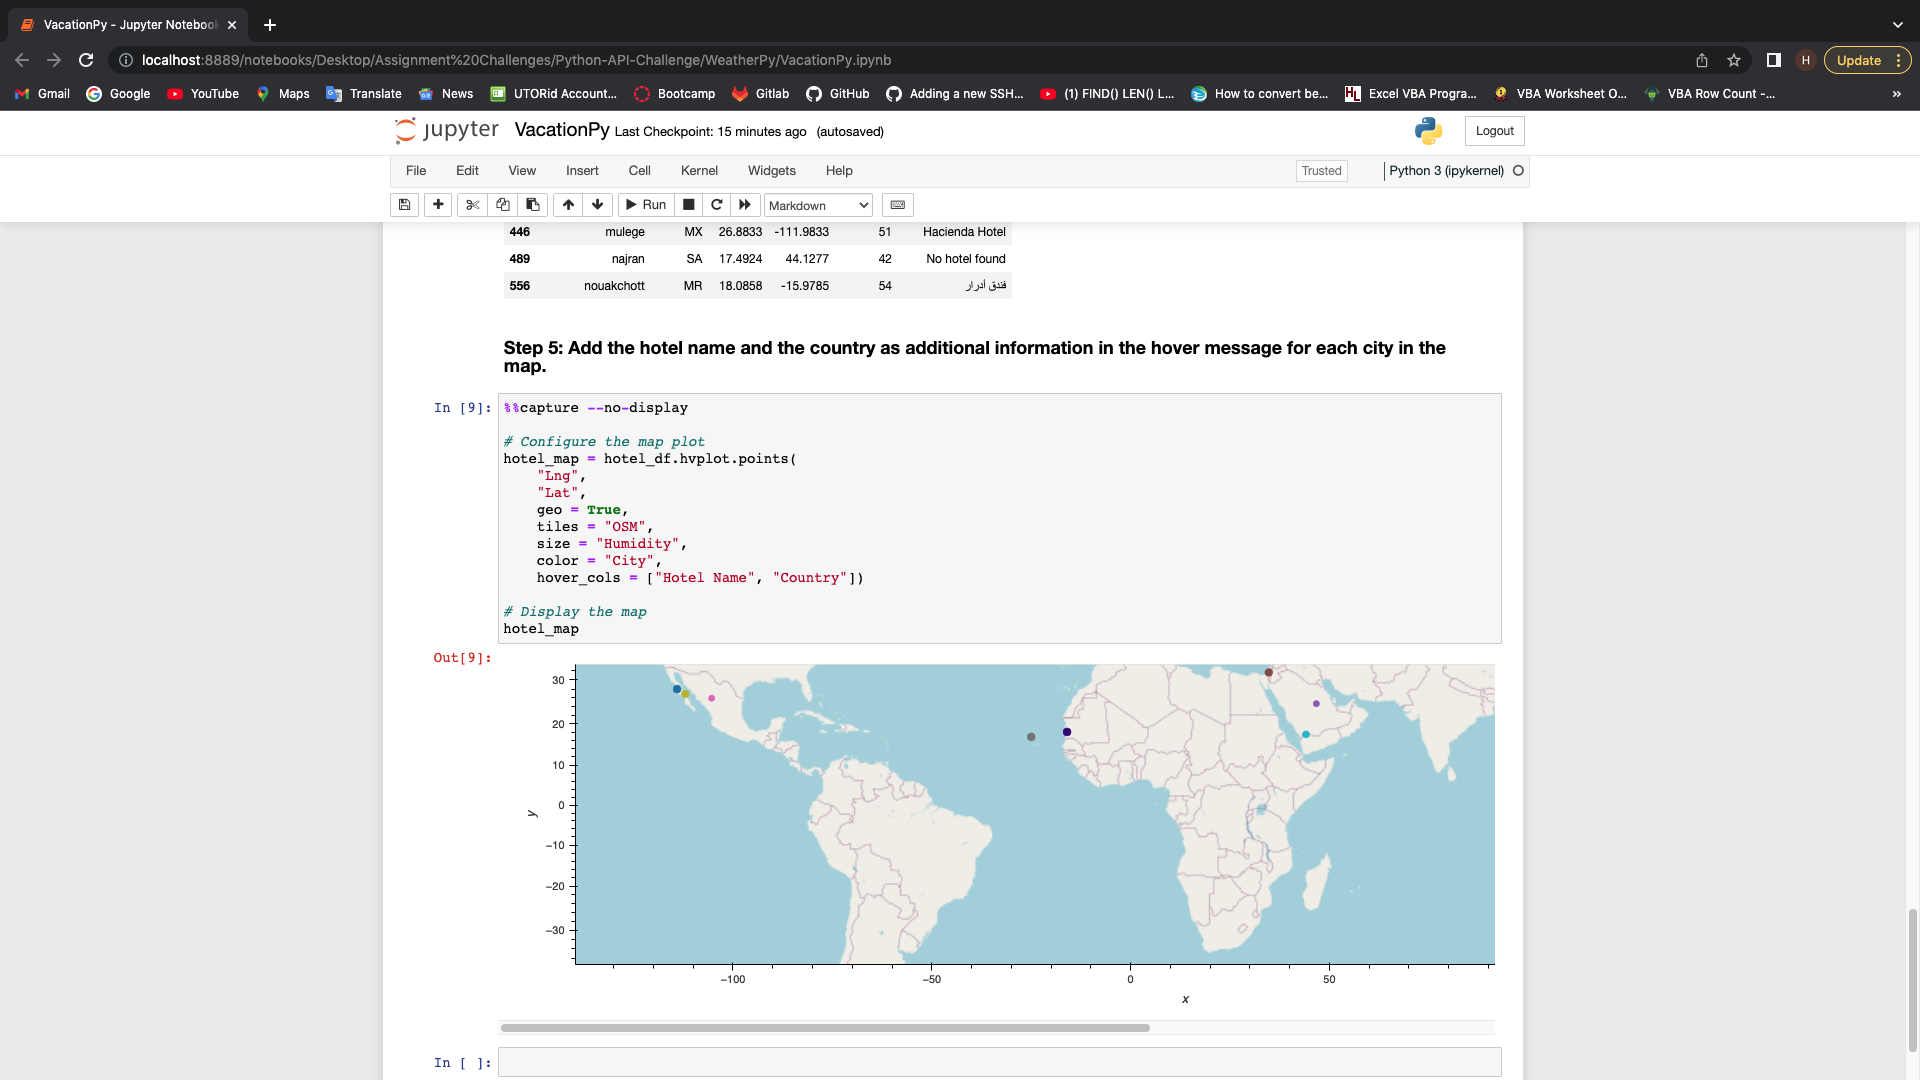 VacationPy - Jupyter Notebook
localhost:8889/notebooks/Desktop/Assignment%20Challenges/Python-API-Challenge/WeatherPy/VacationPy.ipynb
H
Update
Gmail Google YouTube Maps Translate News UTORid Account... Bootcamp Gitlab GitHub Adding a new SSH... (1) FIND() LEN() L... How to convert be... Excel VBA Progra... VBA Worksheet O... VBA Row Count -... »
jupyter VacationPy Last Checkpoint: 15 minutes ago (autosaved)
Logout
File Edit View Insert Cell Kernel Widgets Help
Trusted
Python 3 (ipykernel)
Run
Markdown
446 mulege MX 26.8833 -111.9833 51 Hacienda Hotel
489 najran SA 17.4924 44.1277 42 No hotel found
556 nouakchott MR 18.0858 -15.9785 54 فندق أدرار
Step 5: Add the hotel name and the country as additional information in the hover message for each city in the
map.
In [9]: %%capture --no-display
# Configure the map plot
hotel_map = hotel_df.hvplot.points(
"Lng",
"Lat",
geo = True,
tiles = "OSM",
size = "Humidity",
color = "City",
hover_cols = ["Hotel Name", "Country"])
# Display the map
hotel_map
Out[9]:
30
20
10
0
−10
−20
−30
y
−100 −50 0 50
x
In [ ]: